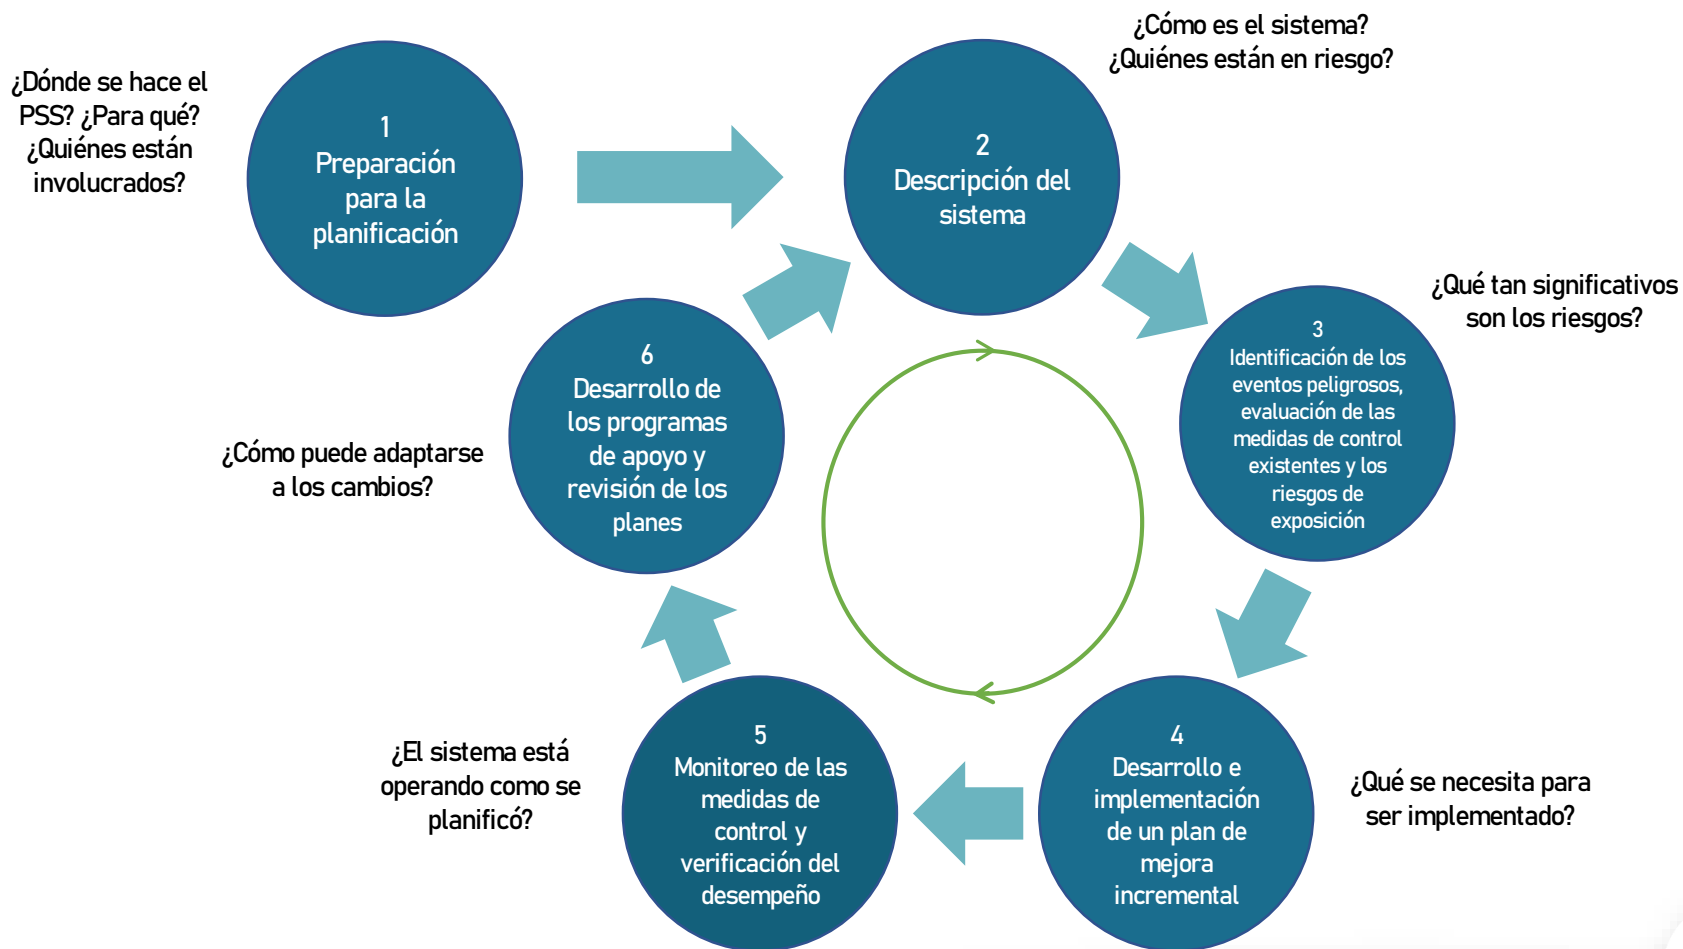 ¿Dónde se hace el
PSS? ¿Para qué?
¿Quiénes están
involucrados?
1
Preparación
para la
planificación
¿Cómo es el sistema?
¿Quiénes están en riesgo?
2
Descripción del
sistema
¿Qué tan significativos
son los riesgos?
3
Identificación de los
eventos peligrosos,
evaluación de las
medidas de control
existentes y los
riesgos de
exposición
¿Qué se necesita para
ser implementado?
4
Desarrollo e
implementación
de un plan de
mejora
incremental
¿El sistema está
operando como se
planificó?
5
Monitoreo de las
medidas de
control y
verificación del
desempeño
¿Cómo puede adaptarse
a los cambios?
6
Desarrollo de
los programas
de apoyo y
revisión de los
planes